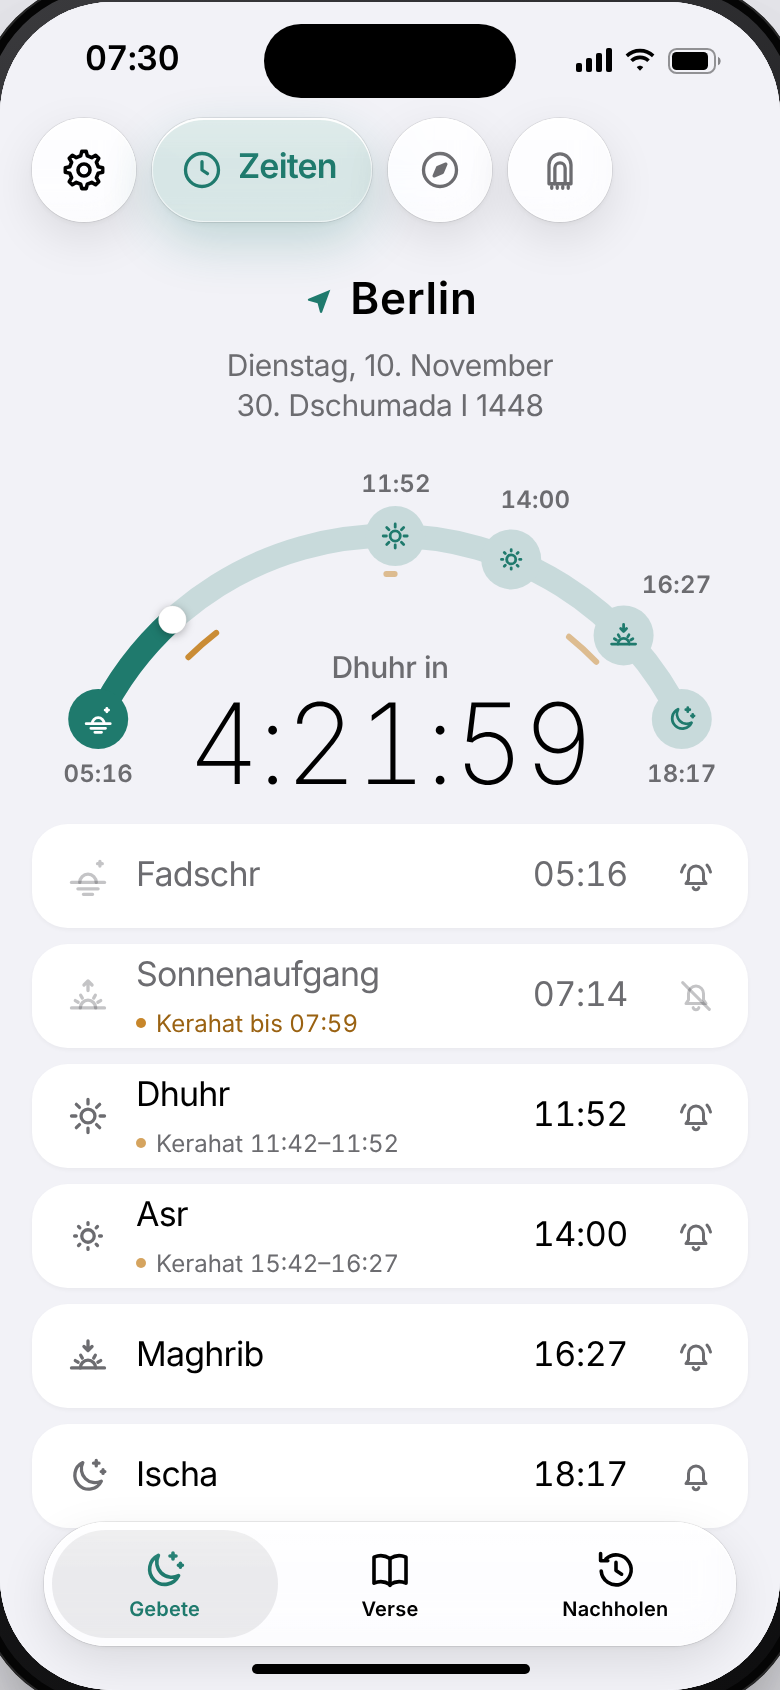 07:30
Zeiten
Berlin
Dienstag, 10. November
30. Dschumada I 1448
11:52
14:00
16:27
Dhuhr in
4:21:59
05:16
18:17
Fadschr 05:16
Sonnenaufgang 07:14
Kerahat bis 07:59
Dhuhr 11:52
Kerahat 11:42–11:52
Asr 14:00
Kerahat 15:42–16:27
Maghrib 16:27
Ischa 18:17
Gebete Verse Nachholen